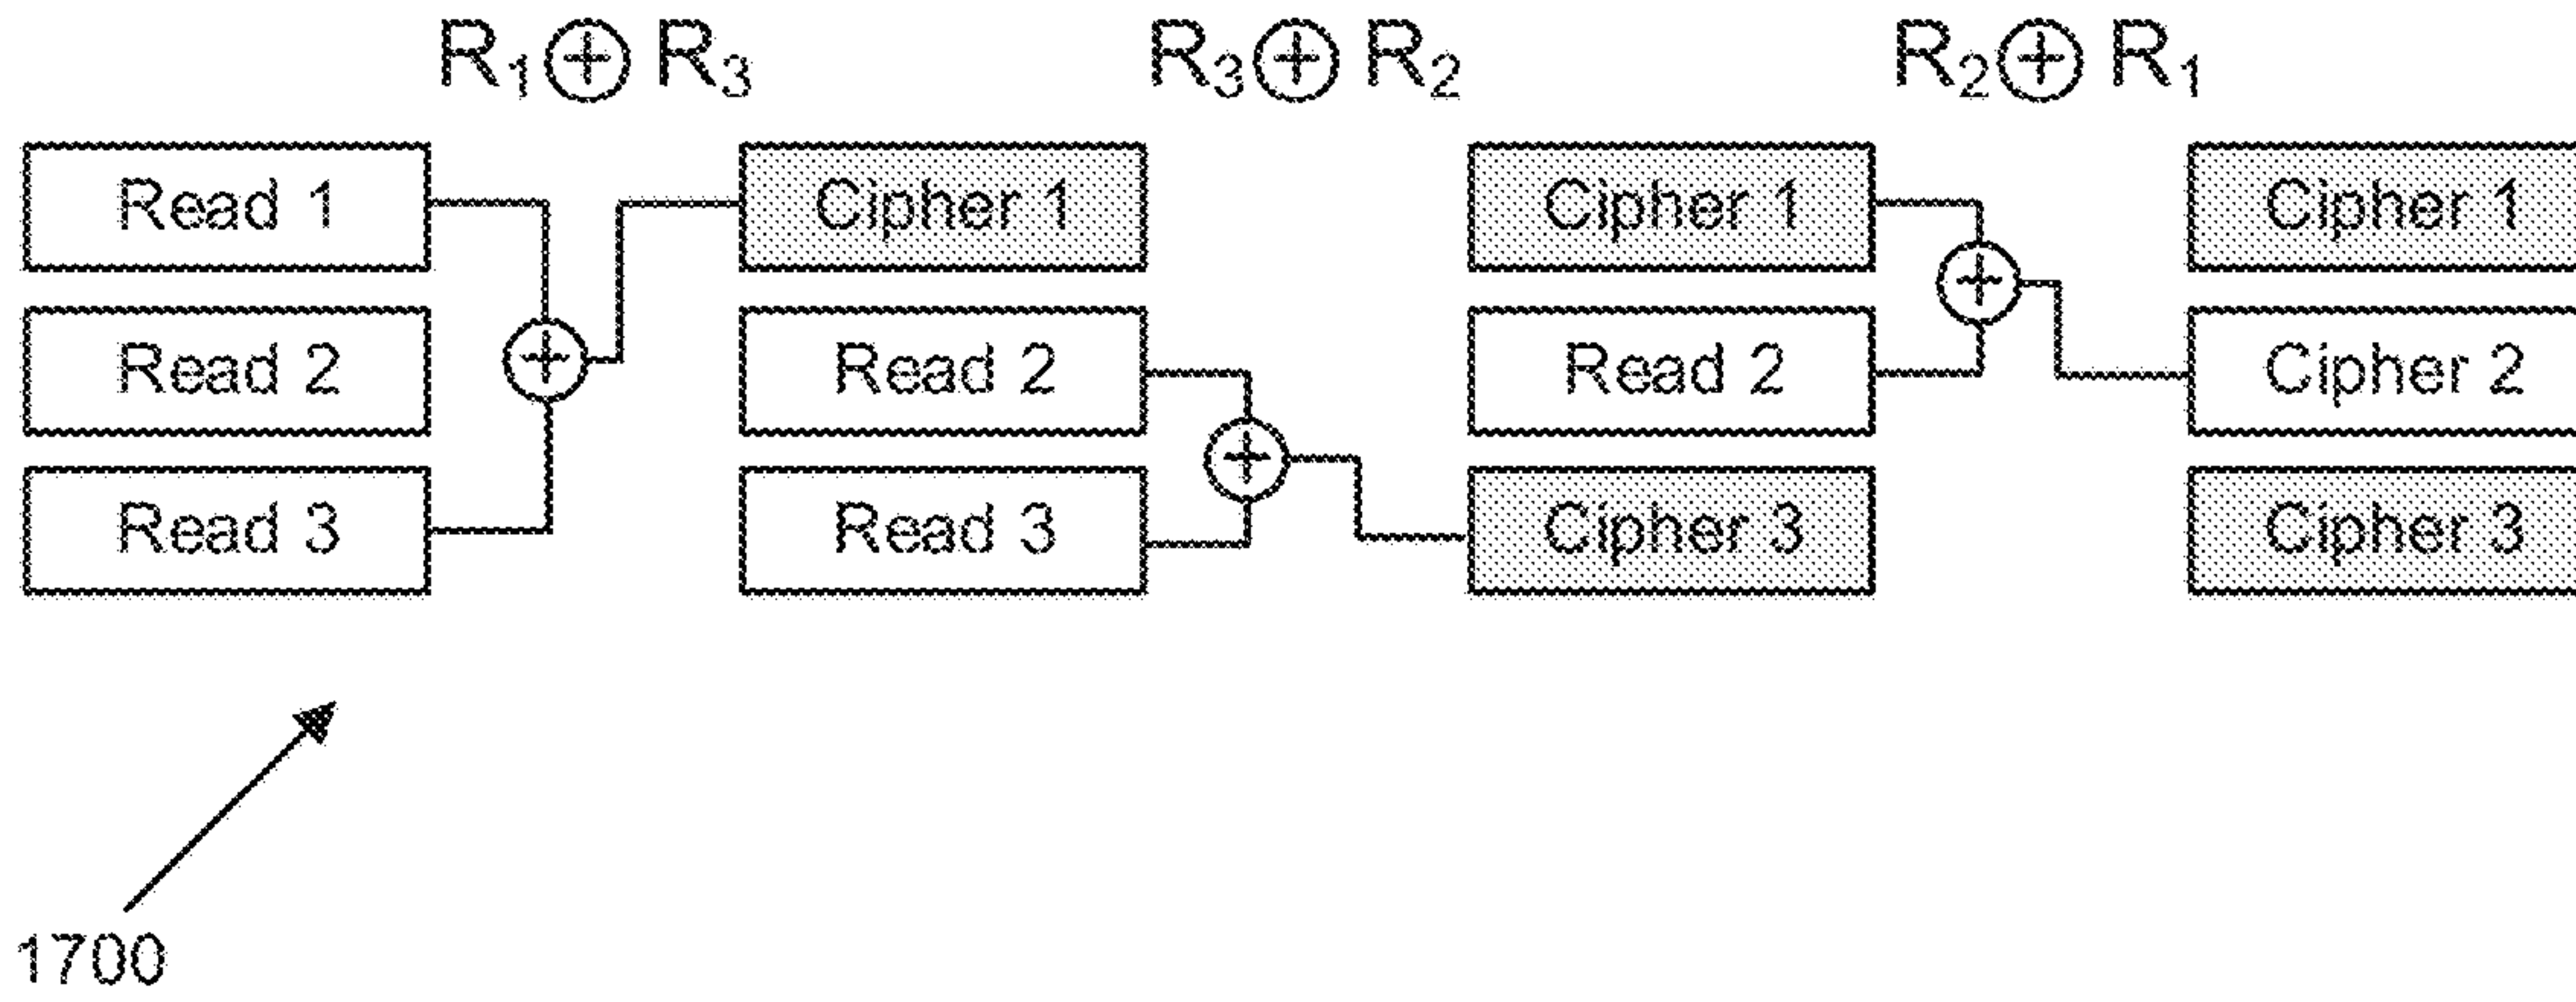 R₁⊕ R₃ R₃⊕ R₂ R₂⊕ R₁
Read 1 Cipher 1 Cipher 1 Cipher 1
Read 2 Read 2 Read 2 Cipher 2
Read 3 Read 3 Cipher 3 Cipher 3
1700